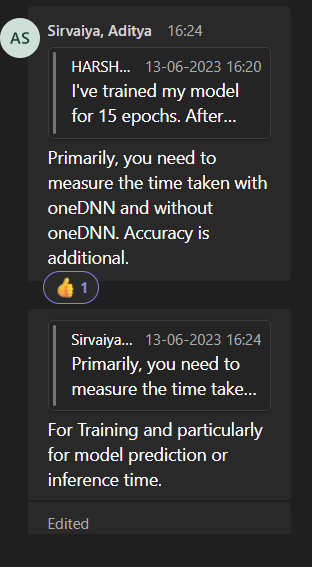 AS
Sirvaiya, Aditya 16:24
HARSH... 13-06-2023 16:20
I've trained my model
for 15 epochs. After...
Primarily, you need to
measure the time taken with
oneDNN and without
oneDNN. Accuracy is
additional.
👍 1
Sirvaiya... 13-06-2023 16:24
Primarily, you need to
measure the time take...
For Training and particularly
for model prediction or
inference time.
Edited